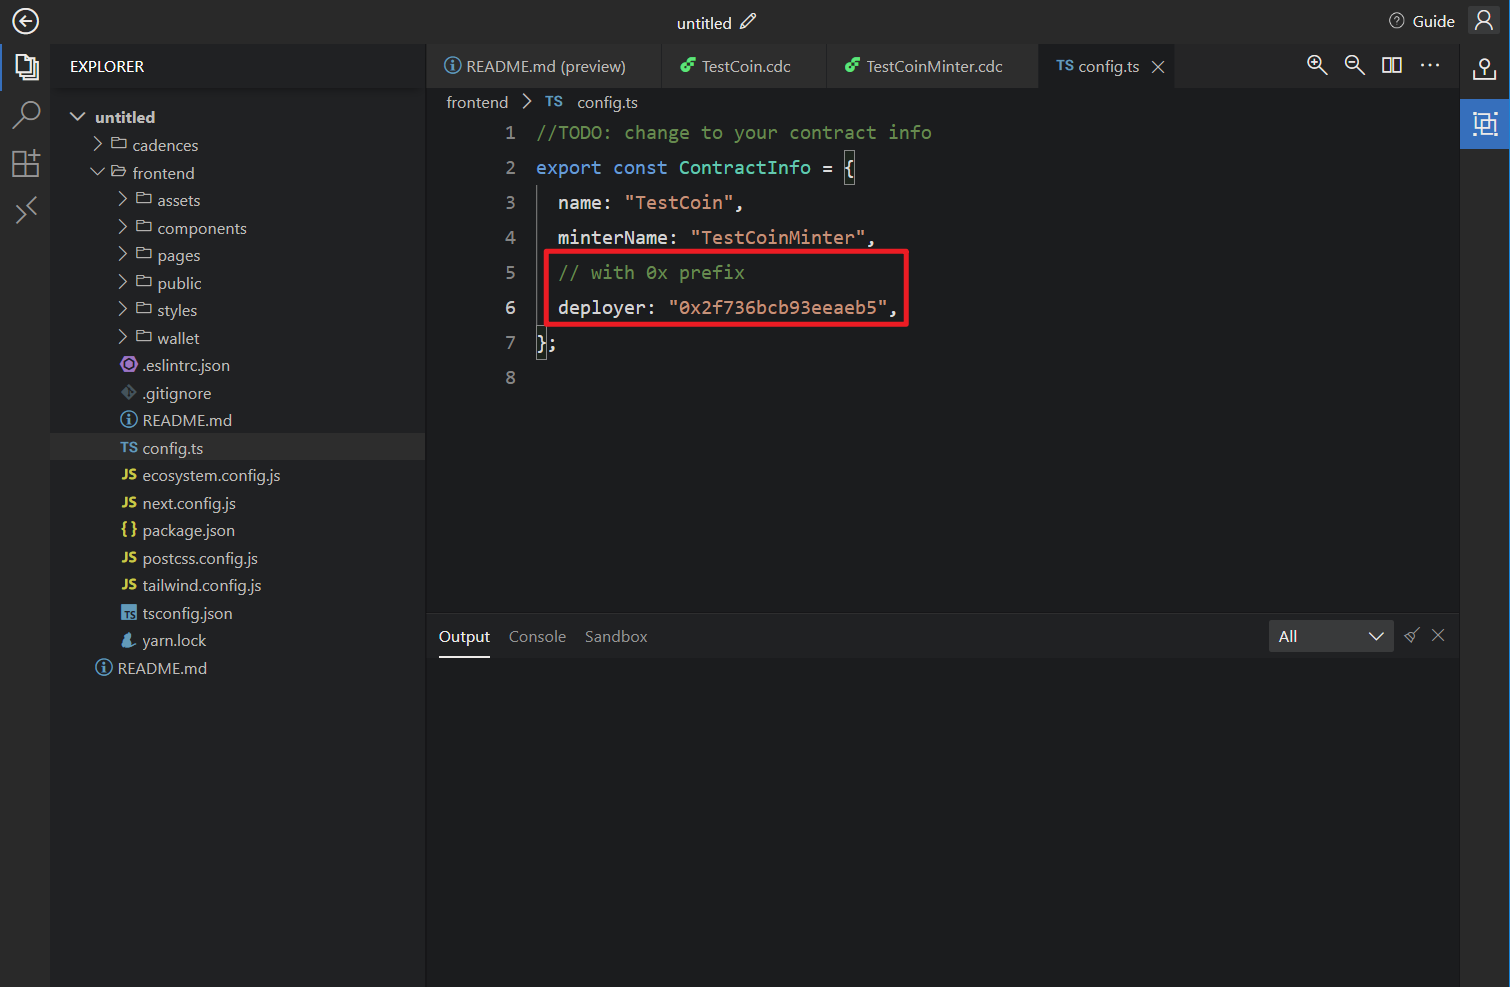 untitled
Guide
EXPLORER
untitled
cadences
frontend
assets
components
pages
public
styles
wallet
.eslintrc.json
.gitignore
README.md
TS config.ts
JS ecosystem.config.js
JS next.config.js
{ } package.json
JS postcss.config.js
JS tailwind.config.js
TS tsconfig.json
yarn.lock
README.md
README.md (preview)
TestCoin.cdc
TestCoinMinter.cdc
TS config.ts
frontend > TS config.ts
1 //TODO: change to your contract info
2 export const ContractInfo = {
3 name: "TestCoin",
4 minterName: "TestCoinMinter",
5 // with 0x prefix
6 deployer: "0x2f736bcb93eeaeb5",
7 };
8
Output Console Sandbox
All